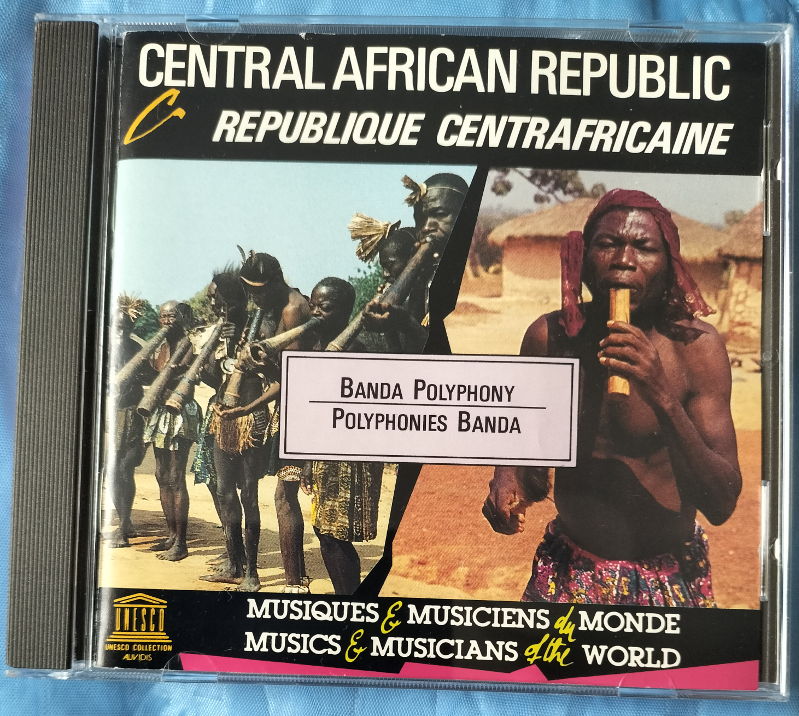 CENTRAL AFRICAN REPUBLIC
REPUBLIQUE CENTRAFRICAINE
BANDA POLYPHONY
POLYPHONIES BANDA
UNESCO
UNESCO COLLECTION
AUVIDIS
MUSIQUES & MUSICIENS du MONDE
MUSICS & MUSICIANS of the WORLD